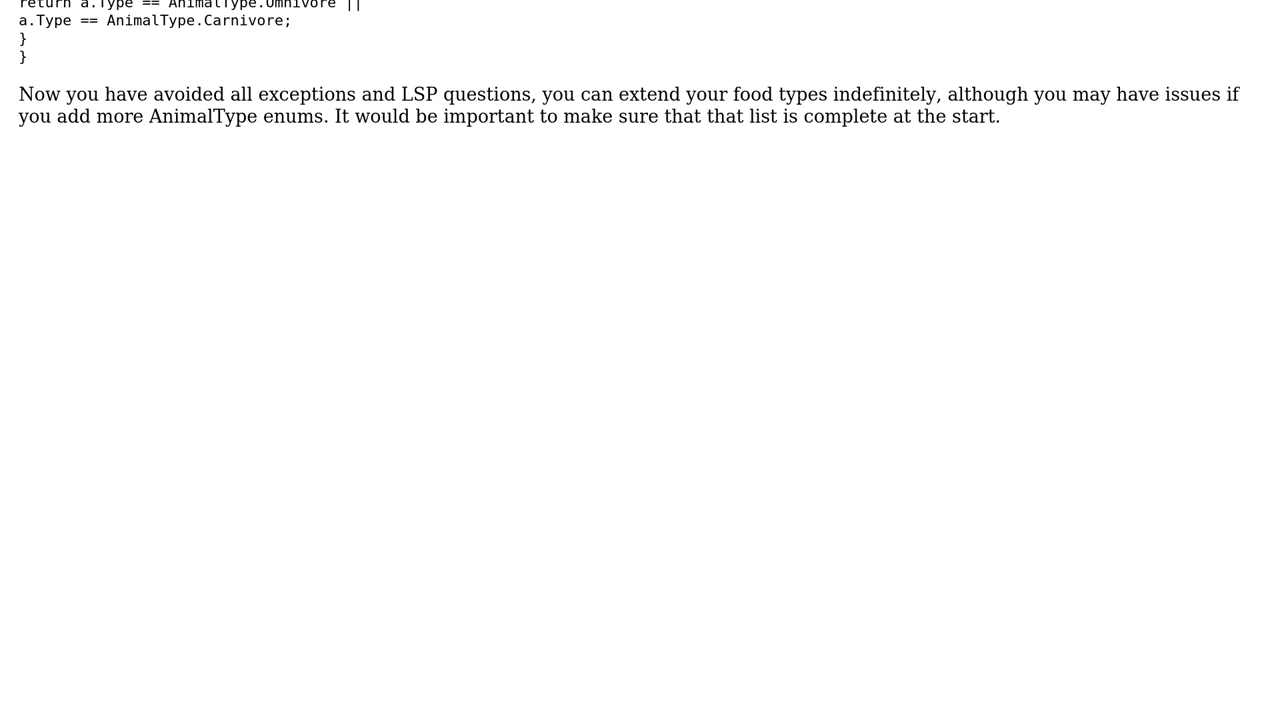 return a.Type == AnimalType.Omnivore ||
a.Type == AnimalType.Carnivore;
}
}
Now you have avoided all exceptions and LSP questions, you can extend your food types indefinitely, although you may have issues if
you add more AnimalType enums. It would be important to make sure that that list is complete at the start.